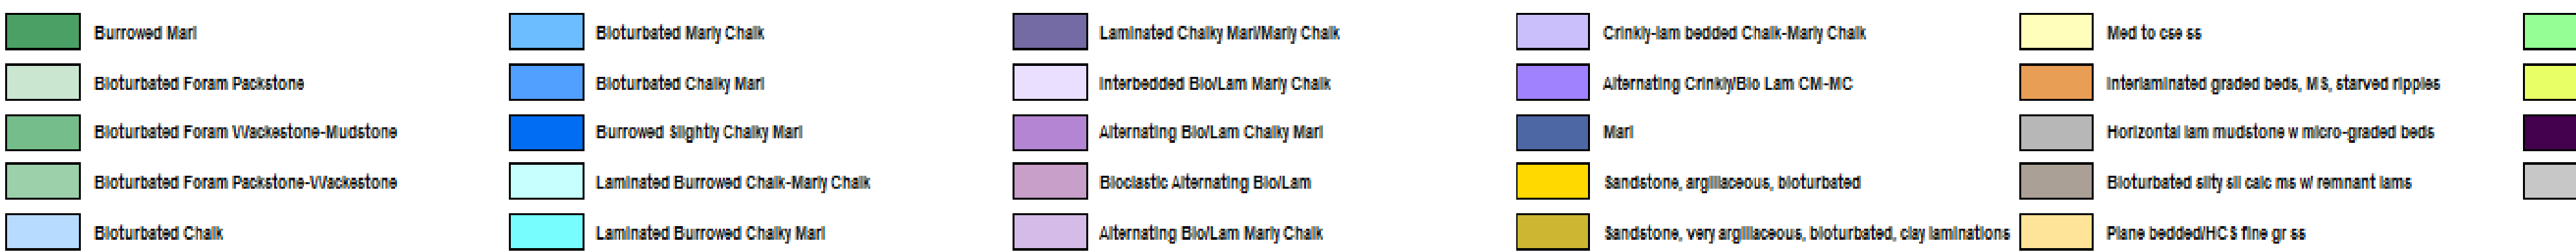 Burrowed Marl
Bioturbated Foram Packstone
Bioturbated Foram Wackestone-Mudstone
Bioturbated Foram Packstone-Wackestone
Bioturbated Chalk
Bioturbated Marly Chalk
Bioturbated Chalky Marl
Burrowed Slightly Chalky Marl
Laminated Burrowed Chalk-Marly Chalk
Laminated Burrowed Chalky Marl
Laminated Chalky Marl/Marly Chalk
Interbedded Bio/Lam Marly Chalk
Alternating Bio/Lam Chalky Marl
Bioclastic Alternating Bio/Lam
Alternating Bio/Lam Marly Chalk
Crinkly-lam bedded Chalk-Marly Chalk
Alternating Crinkly/Bio Lam CM-MC
Marl
Sandstone, argillaceous, bioturbated
Sandstone, very argillaceous, bioturbated, clay laminations
Med to cse ss
Interlaminated graded beds, MS, starved ripples
Horizontal lam mudstone w micro-graded beds
Bioturbated silty sil calc ms w/ remnant lams
Plane bedded/HCS fine gr ss